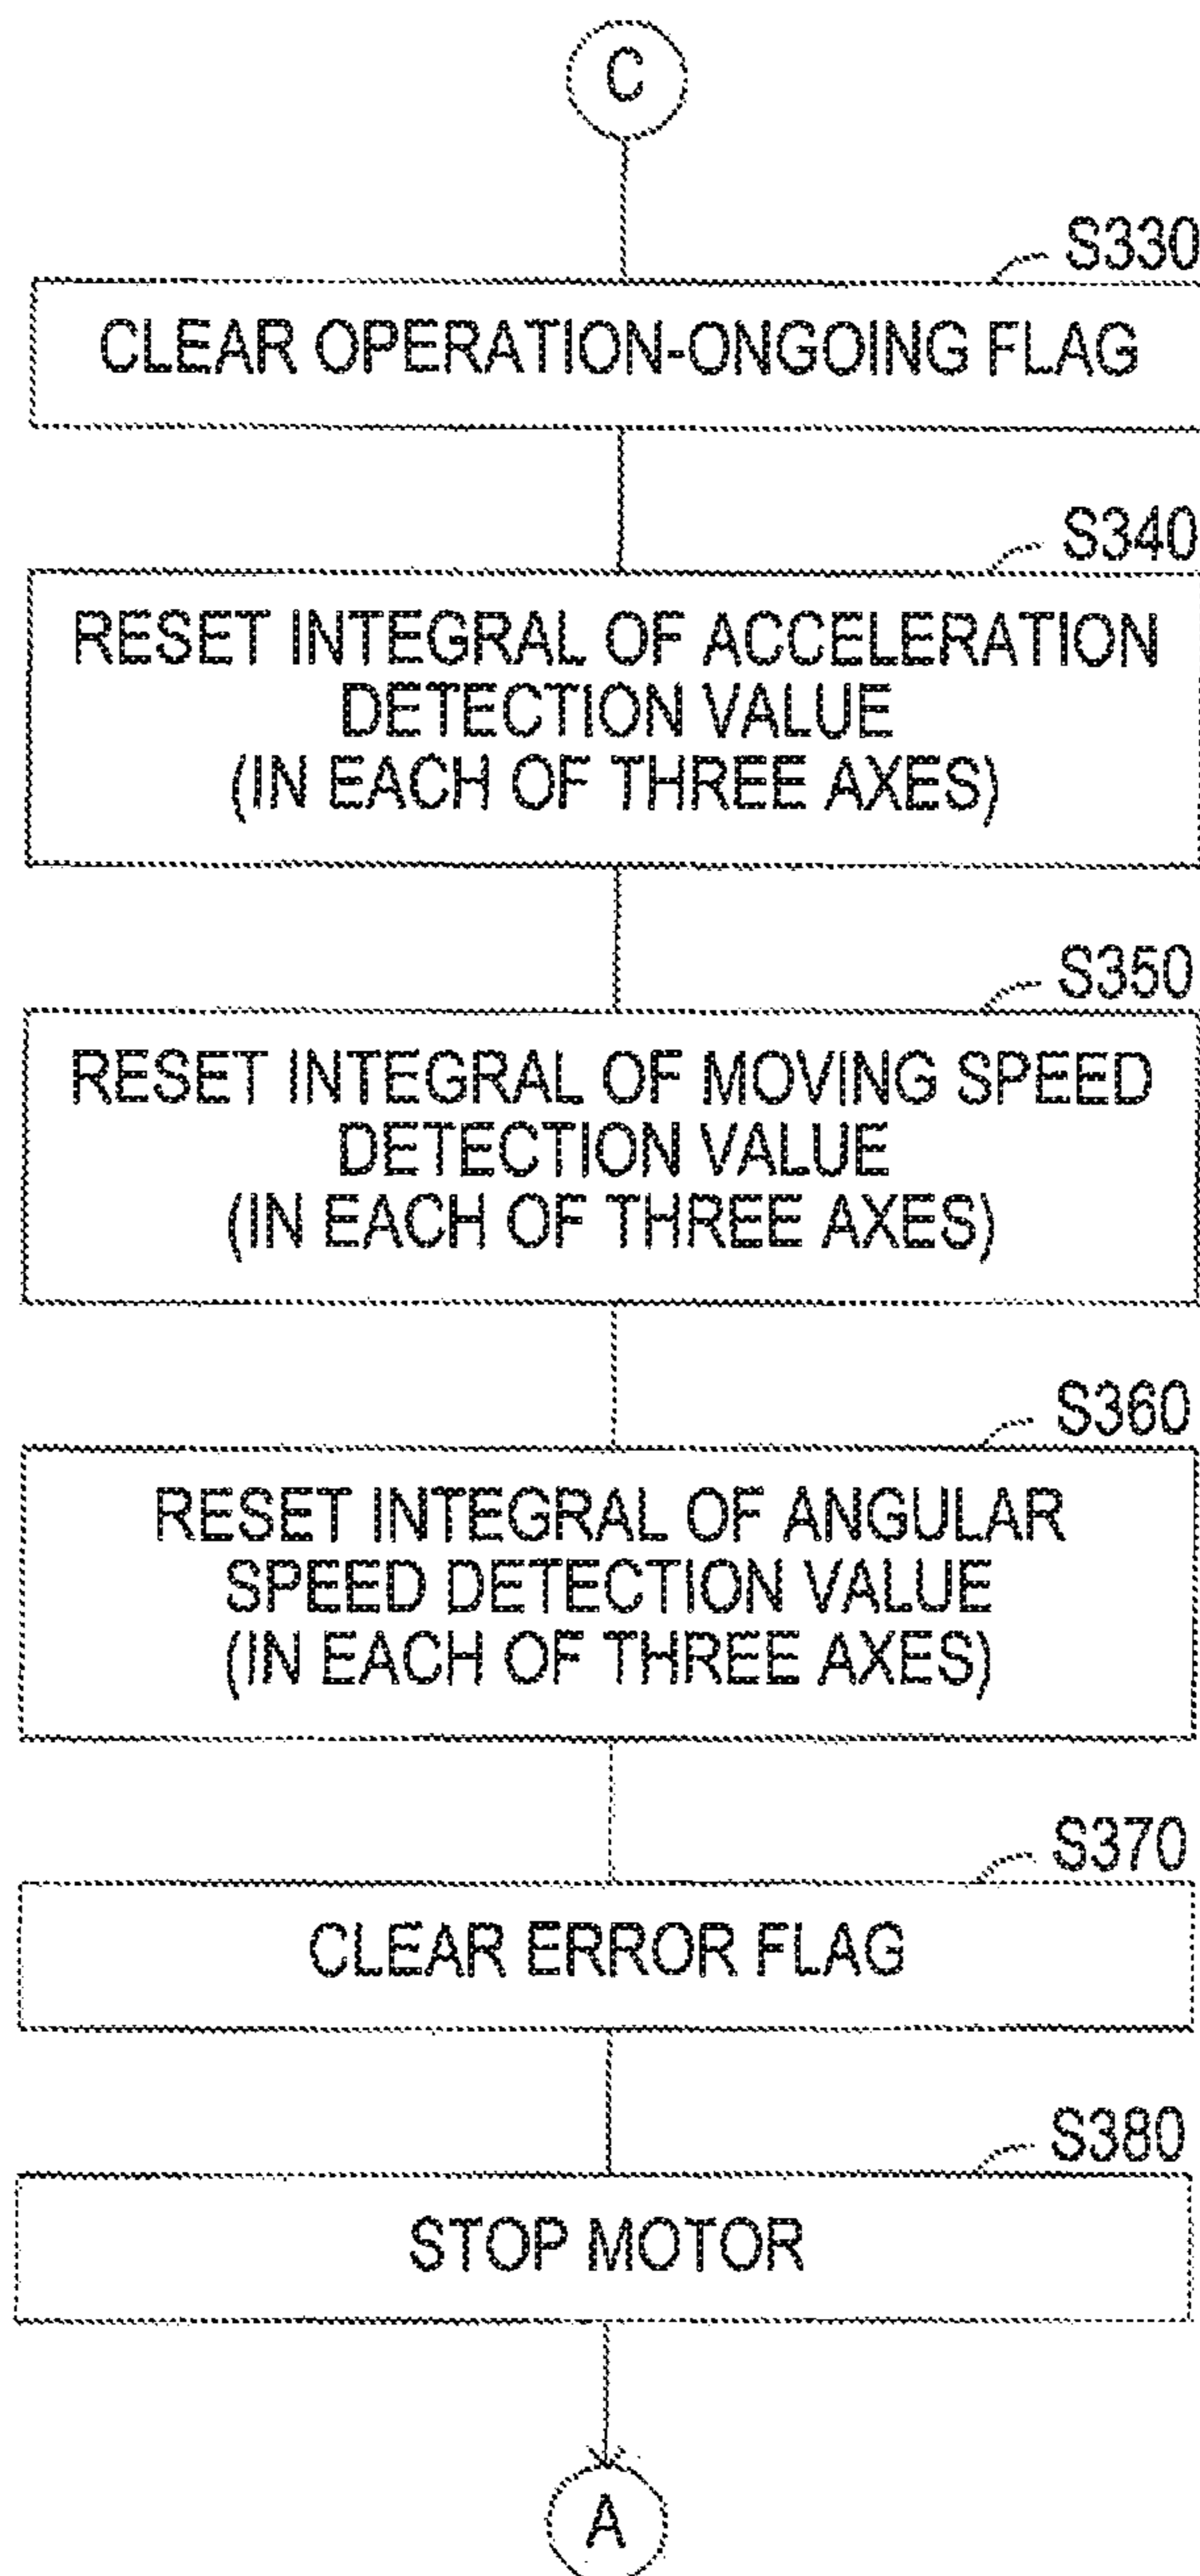 C
S330
CLEAR OPERATION-ONGOING FLAG
S340
RESET INTEGRAL OF ACCELERATION
DETECTION VALUE
(IN EACH OF THREE AXES)
S350
RESET INTEGRAL OF MOVING SPEED
DETECTION VALUE
(IN EACH OF THREE AXES)
S360
RESET INTEGRAL OF ANGULAR
SPEED DETECTION VALUE
(IN EACH OF THREE AXES)
S370
CLEAR ERROR FLAG
S380
STOP MOTOR
A